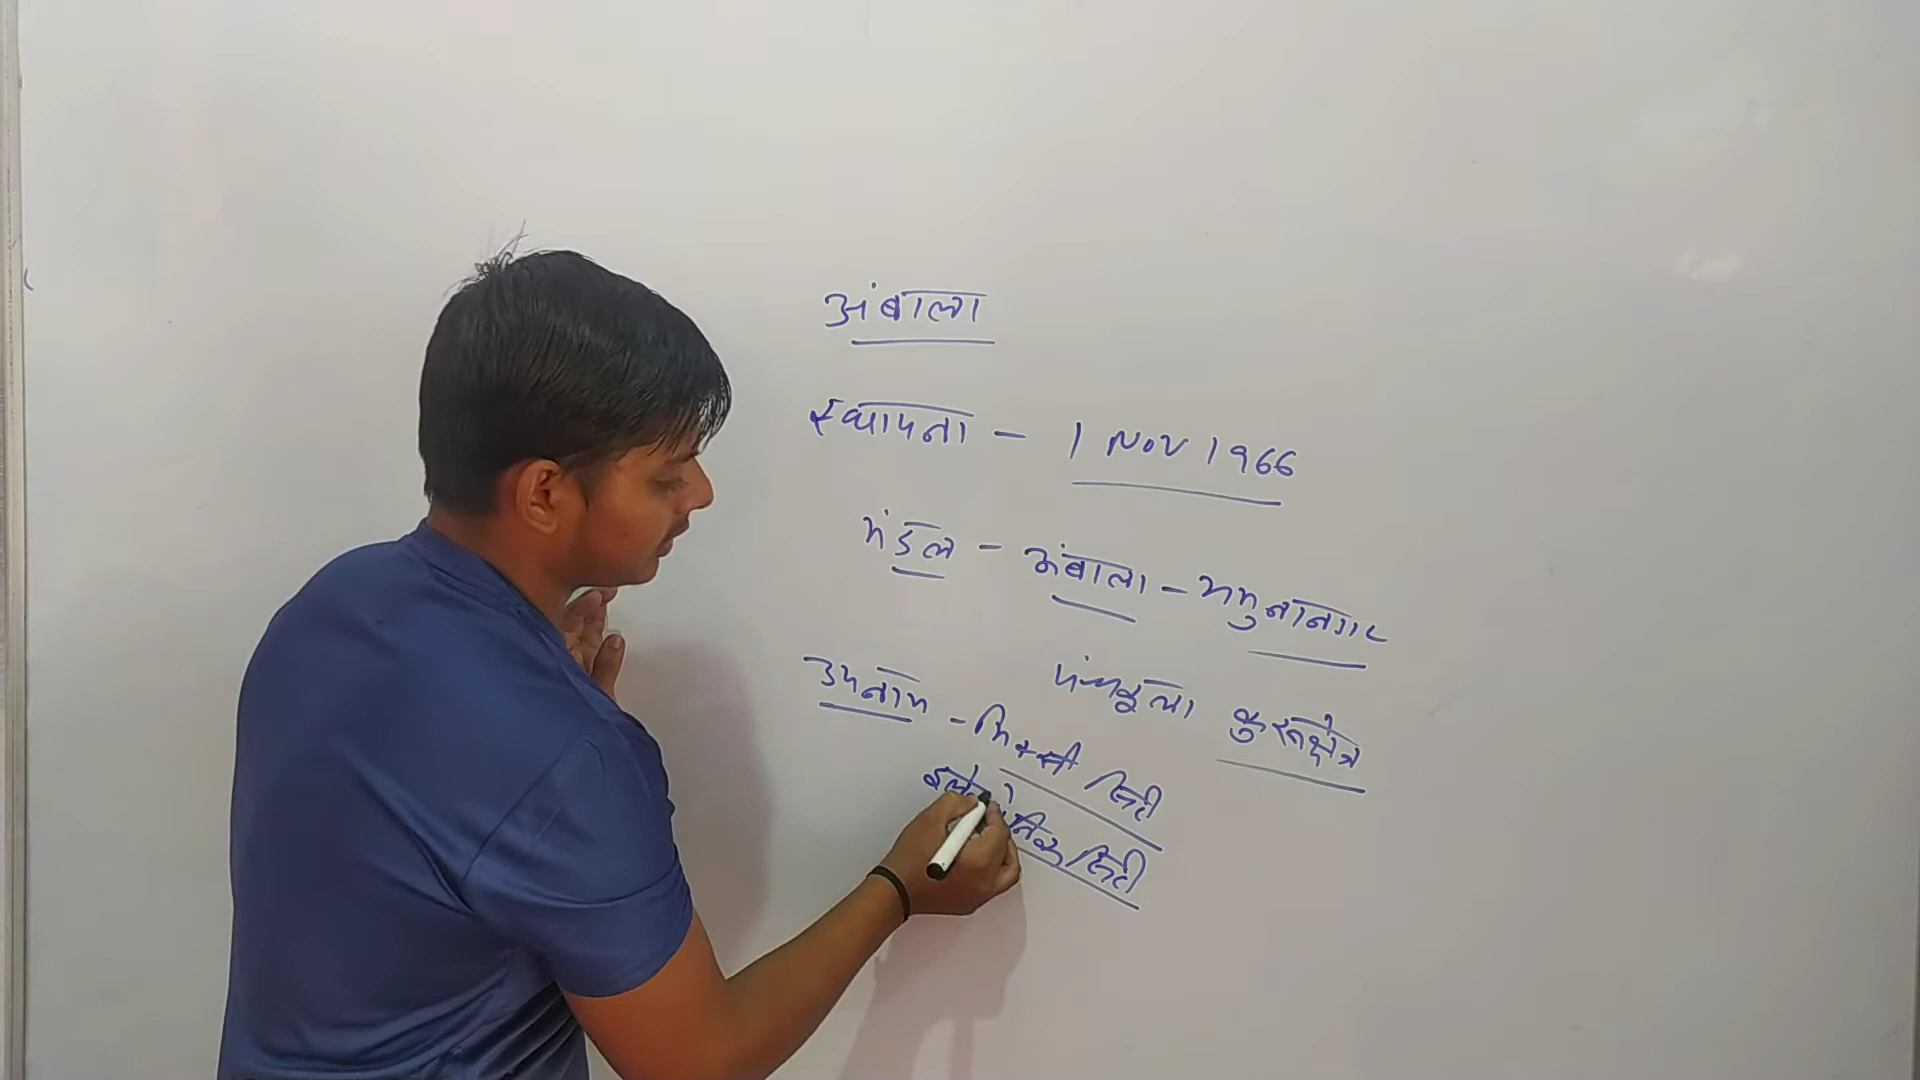 अंबाला
स्थापना - 1 NOV 1966
मंडल - अंबाला - यमुनानगर
पंचकूला कुरुक्षेत्र
उपनाम - मिक्सी सिटी
सिटी